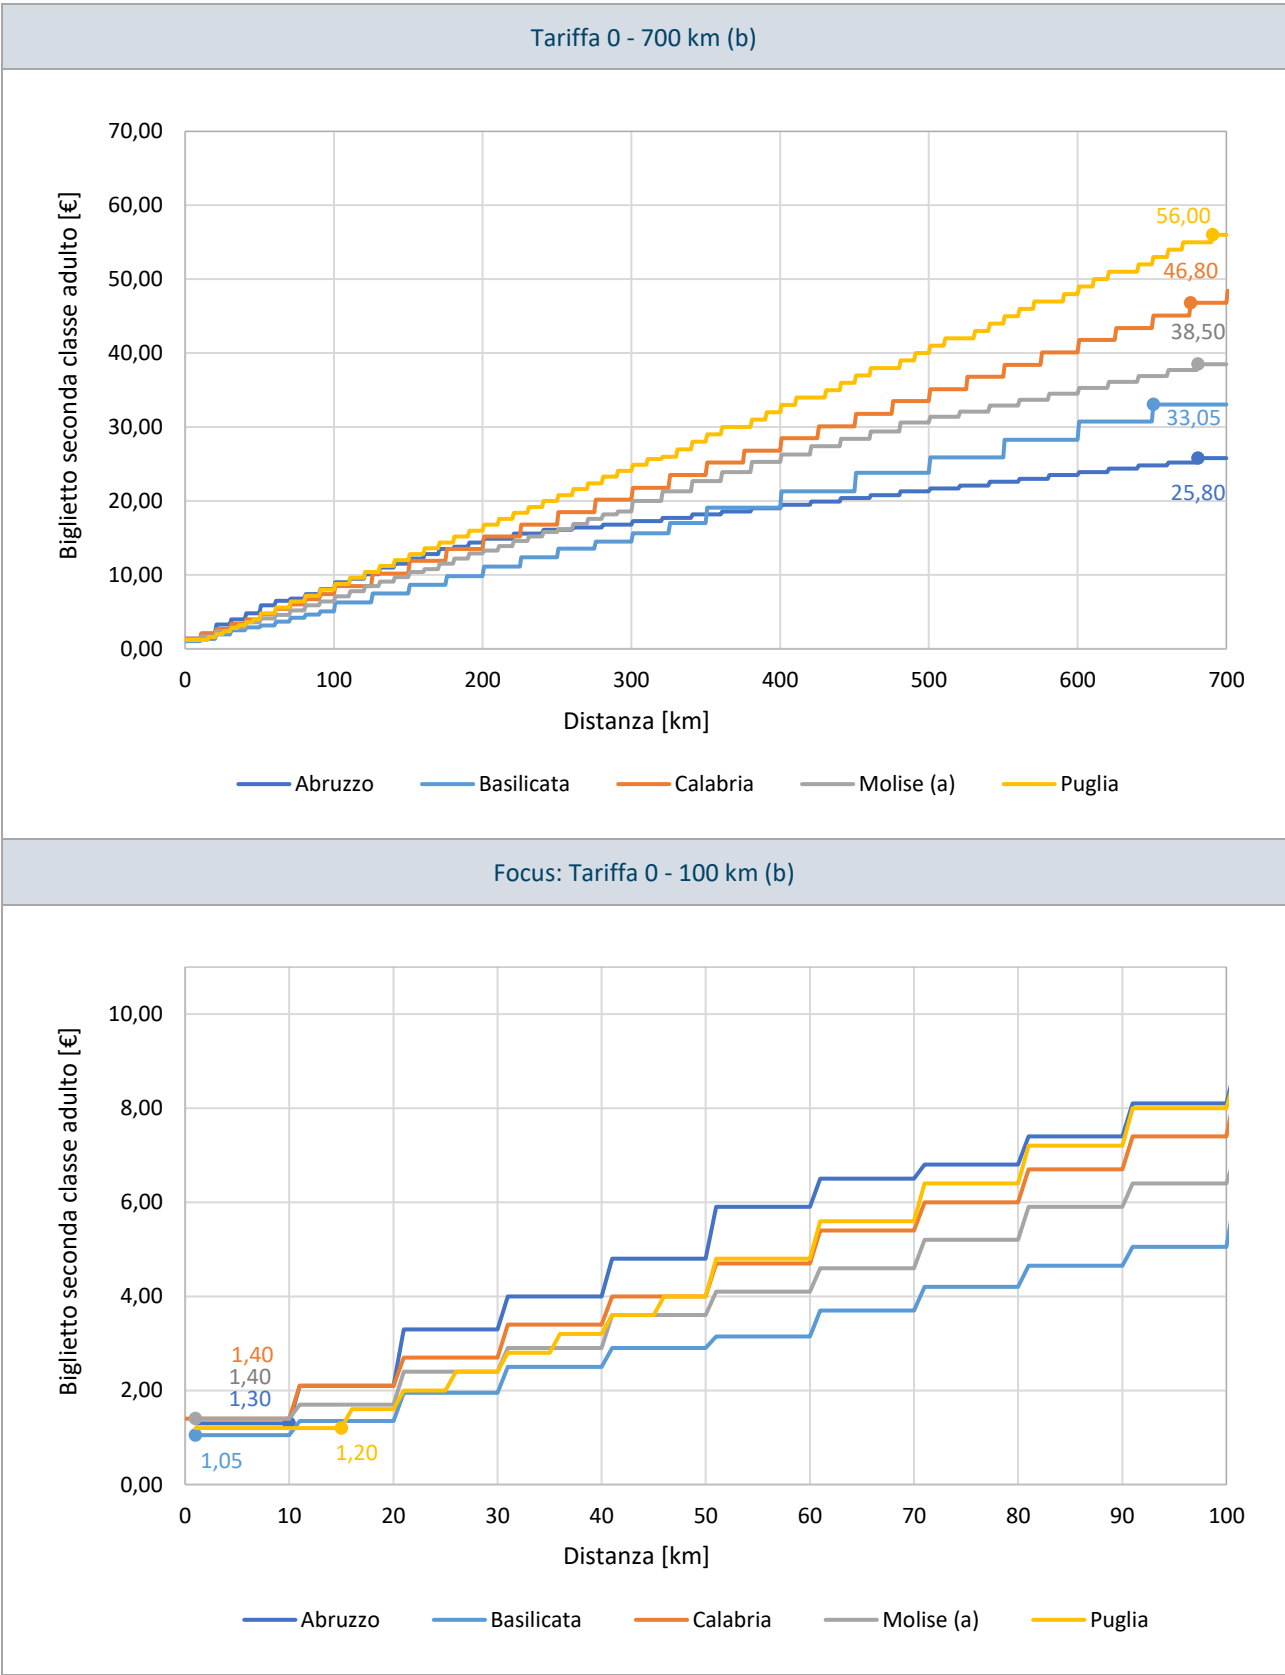 Tariffa 0 - 700 km (b)
Biglietto seconda classe adulto [€]
70,00
60,00
50,00
40,00
30,00
20,00
10,00
0,00
56,00
46,80
38,50
33,05
25,80
0 100 200 300 400 500 600 700
Distanza [km]
Abruzzo Basilicata Calabria Molise (a) Puglia
Focus: Tariffa 0 - 100 km (b)
Biglietto seconda classe adulto [€]
10,00
8,00
6,00
4,00
2,00
0,00
1,40
1,40
1,30
1,05
1,20
0 10 20 30 40 50 60 70 80 90 100
Distanza [km]
Abruzzo Basilicata Calabria Molise (a) Puglia